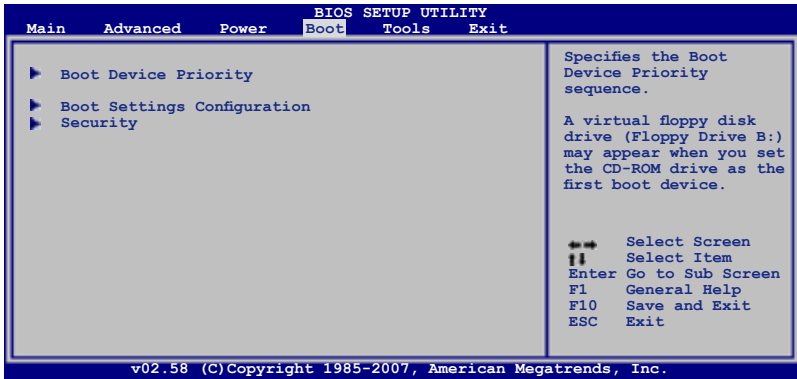 BIOS SETUP UTILITY
Main Advanced Power Boot Tools Exit
Boot Device Priority
Boot Settings Configuration
Security
Specifies the Boot
Device Priority
sequence.
A virtual floppy disk
drive (Floppy Drive B:)
may appear when you set
the CD-ROM drive as the
first boot device.
Select Screen
Select Item
Enter Go to Sub Screen
F1 General Help
F10 Save and Exit
ESC Exit
v02.58 (C)Copyright 1985-2007, American Megatrends, Inc.